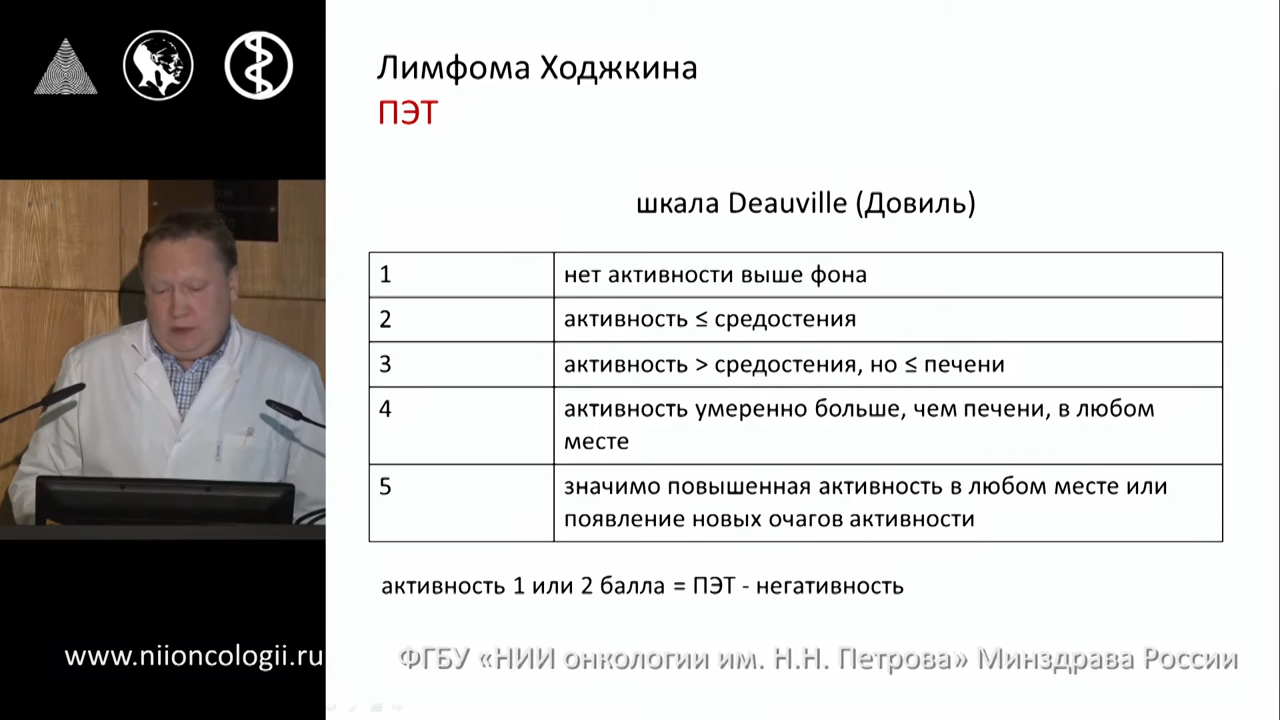 Лимфома Ходжкина
ПЭТ
шкала Deauville (Довиль)
1
нет активности выше фона
2
активность ≤ средостения
3
активность > средостения, но ≤ печени
4
активность умеренно больше, чем печени, в любом
месте
5
значимо повышенная активность в любом месте или
появление новых очагов активности
активность 1 или 2 балла = ПЭТ - негативность
www.niioncologii.ru
ФГБУ «НИИ онкологии им. Н.Н. Петрова» Минздрава России